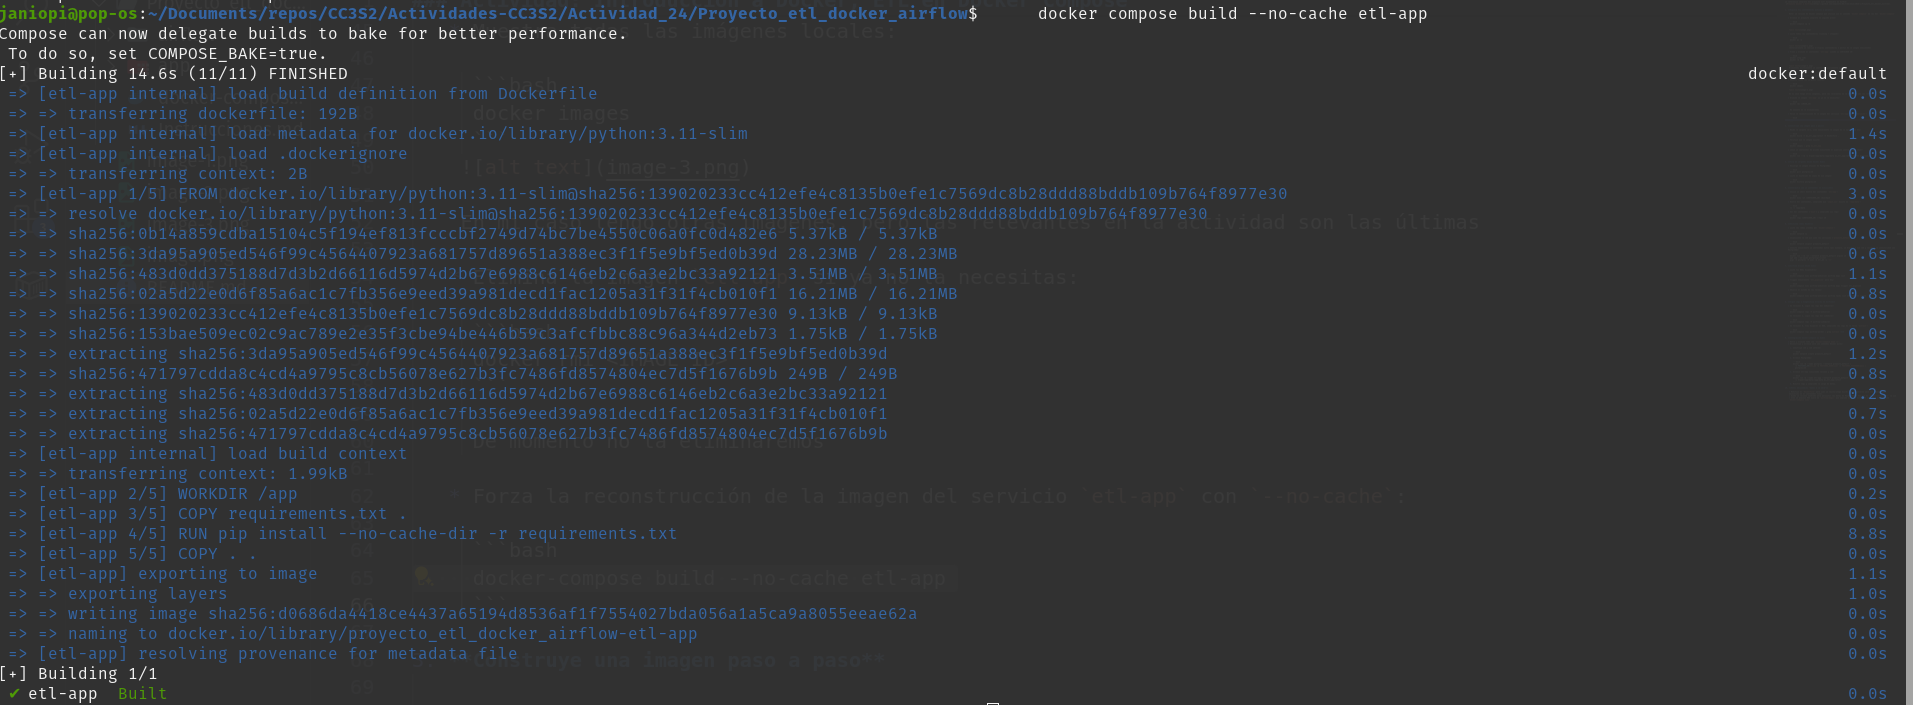 janiopi@pop-os:~/Documents/repos/CC3S2/Actividades-CC3S2/Actividad_24/Proyecto_etl_docker_airflow$ docker compose build --no-cache etl-app
Compose can now delegate builds to bake for better performance.
To do so, set COMPOSE_BAKE=true.
[+] Building 14.6s (11/11) FINISHED docker:default
=> [etl-app internal] load build definition from Dockerfile 0.0s
=> => transferring dockerfile: 192B 0.0s
=> [etl-app internal] load metadata for docker.io/library/python:3.11-slim 1.4s
=> [etl-app internal] load .dockerignore 0.0s
=> => transferring context: 2B 0.0s
=> [etl-app 1/5] FROM docker.io/library/python:3.11-slim@sha256:139020233cc412efe4c8135b0efe1c7569dc8b28ddd88bddb109b764f8977e30 3.0s
=> => resolve docker.io/library/python:3.11-slim@sha256:139020233cc412efe4c8135b0efe1c7569dc8b28ddd88bddb109b764f8977e30 0.0s
=> => sha256:0b14a859cdba15104c5f194ef813fcccbf2749d74bc7be4550c06a0fc0d482e6 5.37kB / 5.37kB 0.0s
=> => sha256:3da95a905ed546f99c4564407923a681757d89651a388ec3f1f5e9bf5ed0b39d 28.23MB / 28.23MB 0.6s
=> => sha256:483d0dd375188d7d3b2d66116d5974d2b67e6988c6146eb2c6a3e2bc33a92121 3.51MB / 3.51MB 1.1s
=> => sha256:02a5d22e0d6f85a6ac1c7fb356e9eed39a981decd1fac1205a31f31f4cb010f1 16.21MB / 16.21MB 0.8s
=> => sha256:139020233cc412efe4c8135b0efe1c7569dc8b28ddd88bddb109b764f8977e30 9.13kB / 9.13kB 0.0s
=> => sha256:153bae509ec02c9ac789e2e35f3cbe94be446b59c3afcfbbc88c96a344d2eb73 1.75kB / 1.75kB 0.0s
=> => extracting sha256:3da95a905ed546f99c4564407923a681757d89651a388ec3f1f5e9bf5ed0b39d 1.2s
=> => sha256:471797cdda8c4cd4a9795c8cb56078e627b3fc7486fd8574804ec7d5f1676b9b 249B / 249B 0.8s
=> => extracting sha256:483d0dd375188d7d3b2d66116d5974d2b67e6988c6146eb2c6a3e2bc33a92121 0.2s
=> => extracting sha256:02a5d22e0d6f85a6ac1c7fb356e9eed39a981decd1fac1205a31f31f4cb010f1 0.7s
=> => extracting sha256:471797cdda8c4cd4a9795c8cb56078e627b3fc7486fd8574804ec7d5f1676b9b 0.0s
=> [etl-app internal] load build context 0.0s
=> => transferring context: 1.99kB 0.0s
=> [etl-app 2/5] WORKDIR /app 0.2s
=> [etl-app 3/5] COPY requirements.txt . 0.0s
=> [etl-app 4/5] RUN pip install --no-cache-dir -r requirements.txt 8.8s
=> [etl-app 5/5] COPY . . 0.0s
=> [etl-app] exporting to image 1.1s
=> => exporting layers 1.0s
=> => writing image sha256:d0686da4418ce4437a65194d8536af1f7554027bda056a1a5ca9a8055eeae62a 0.0s
=> => naming to docker.io/library/proyecto_etl_docker_airflow-etl-app 0.0s
=> [etl-app] resolving provenance for metadata file 0.0s
[+] Building 1/1
✔ etl-app Built 0.0s